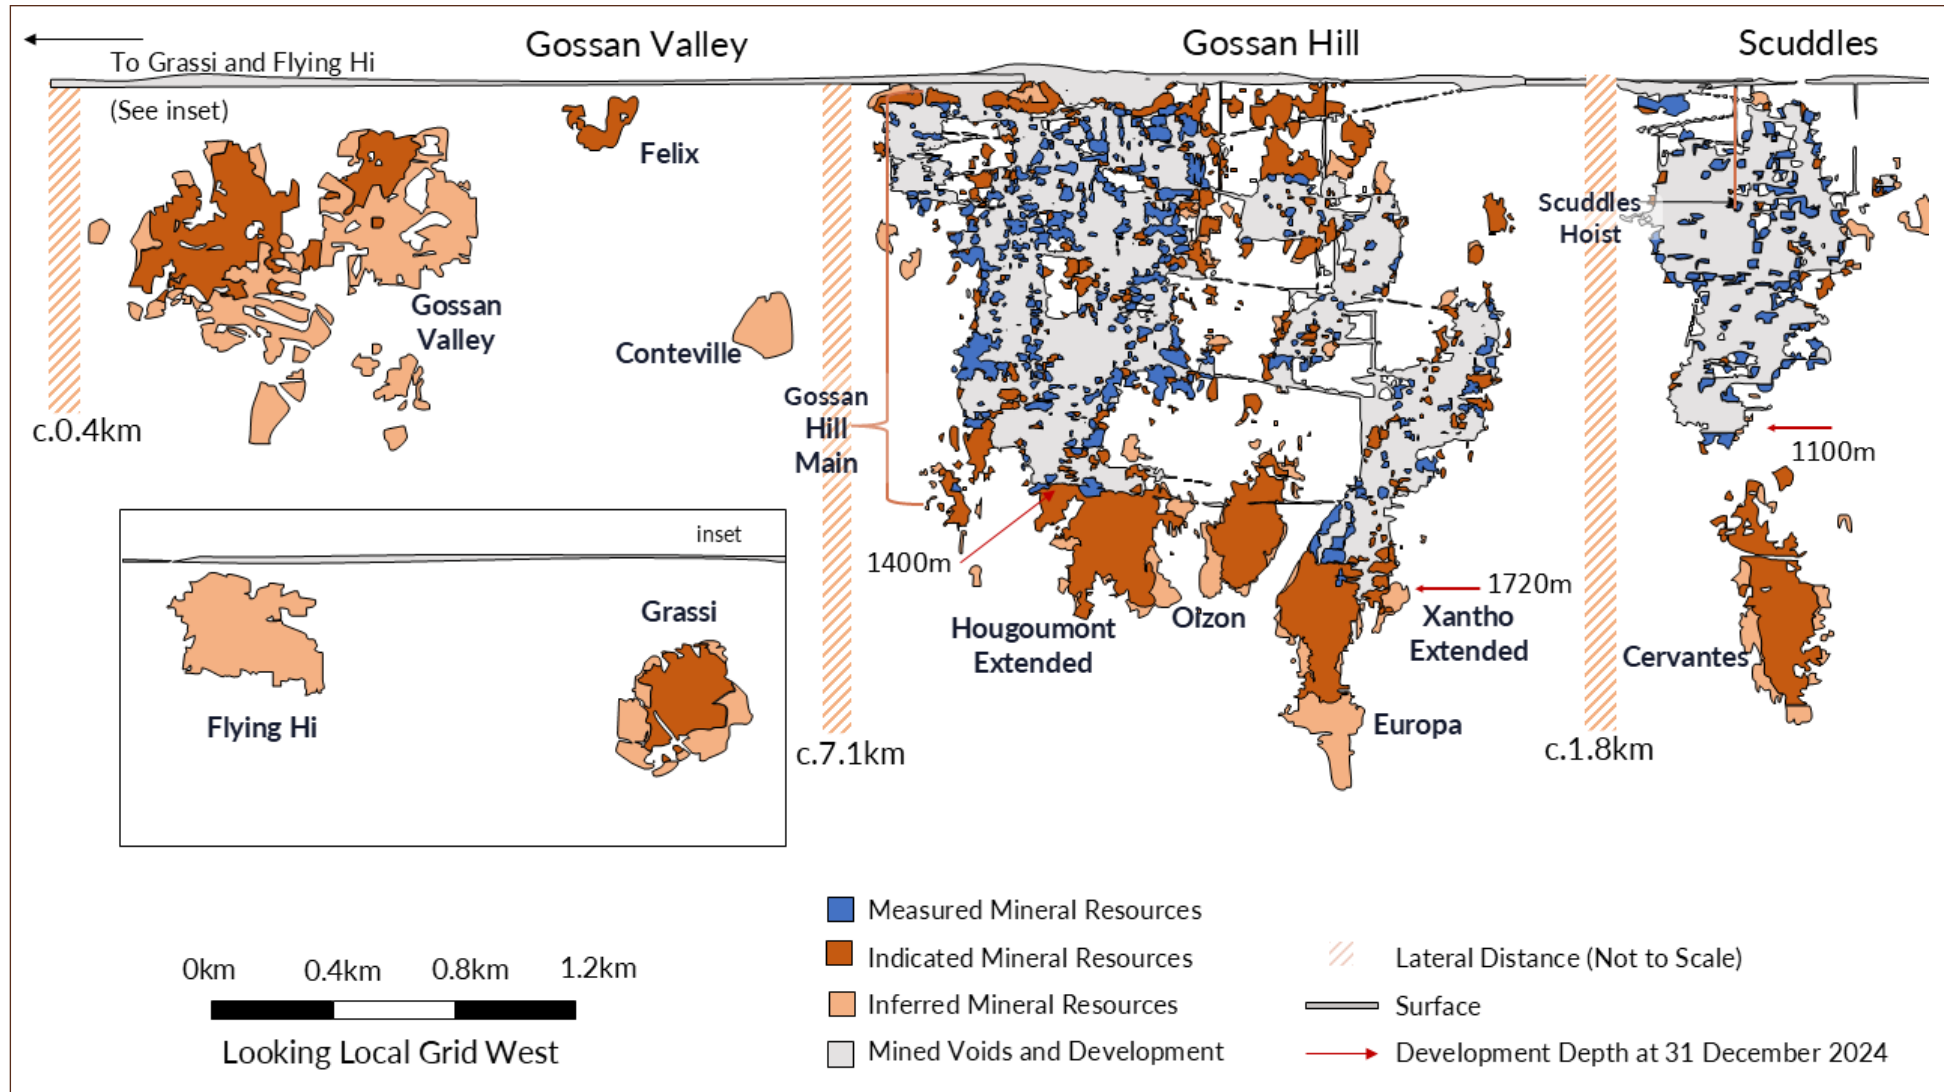 Gossan Valley
Gossan Hill
Scuddles
To Grassi and Flying Hi
(See inset)
Felix
Scuddles
Hoist
Gossan
Valley
Conteville
Gossan
Hill
Main
c.0.4km
1100m
inset
1400m
1720m
Grassi
Hougoumont
Extended
Oizon
Xantho
Extended
Cervantes
Flying Hi
Europa
c.7.1km
c.1.8km
Measured Mineral Resources
Indicated Mineral Resources
Inferred Mineral Resources
Mined Voids and Development
Lateral Distance (Not to Scale)
Surface
Development Depth at 31 December 2024
0km 0.4km 0.8km 1.2km
Looking Local Grid West